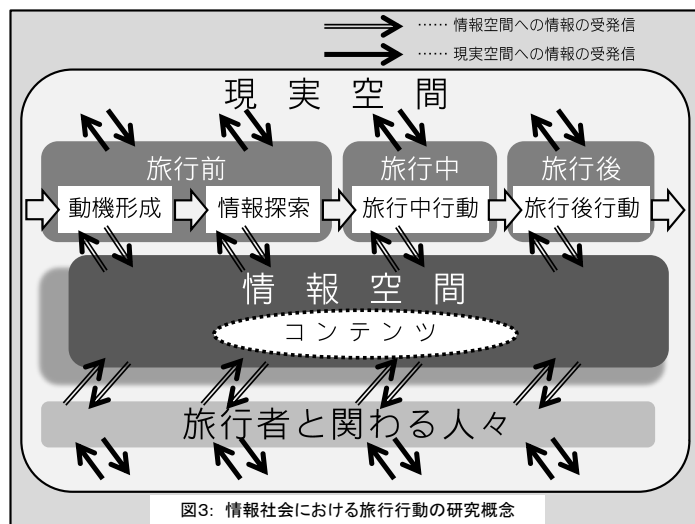 ……情報空間への情報の受発信
……現実空間への情報の受発信
現実空間
旅行前
旅行中
旅行後
動機形成
情報探索
旅行中行動
旅行後行動
情報空間
コンテンツ
旅行者と関わる人々
図3: 情報社会における旅行行動の研究概念